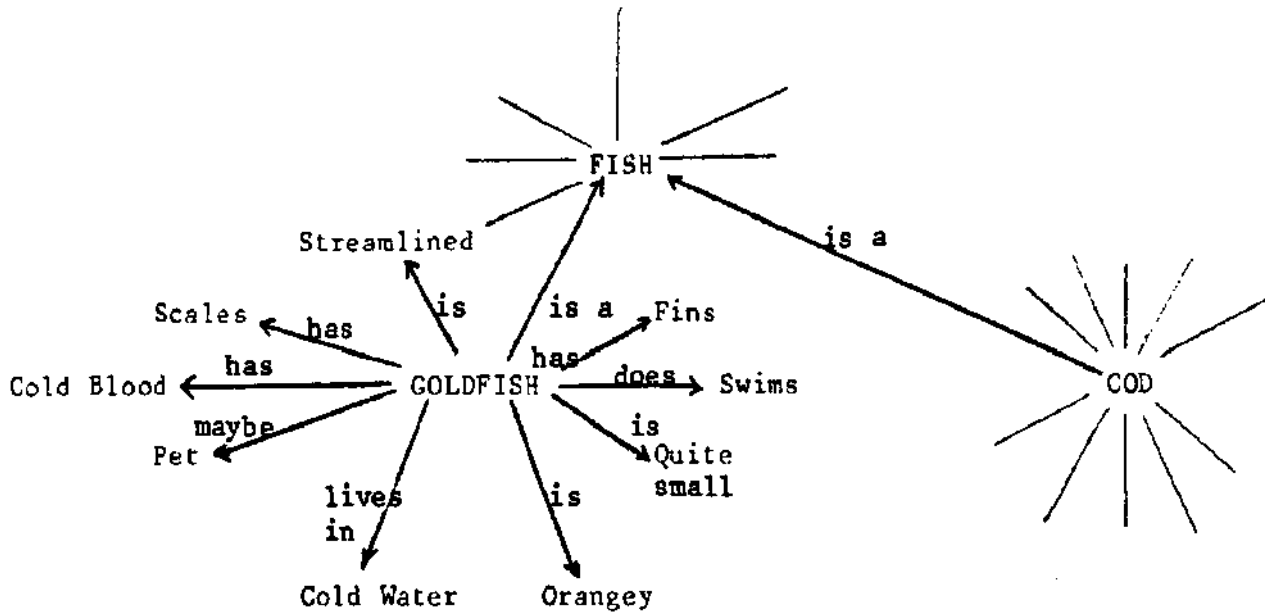 FISH
is a
Streamlined
is
is a
Scales
has
has
Fins
Cold Blood
has
GOLDFISH
does
Swims
COD
Pet
maybe
is
Quite
small
lives
in
is
Cold Water
Orangey